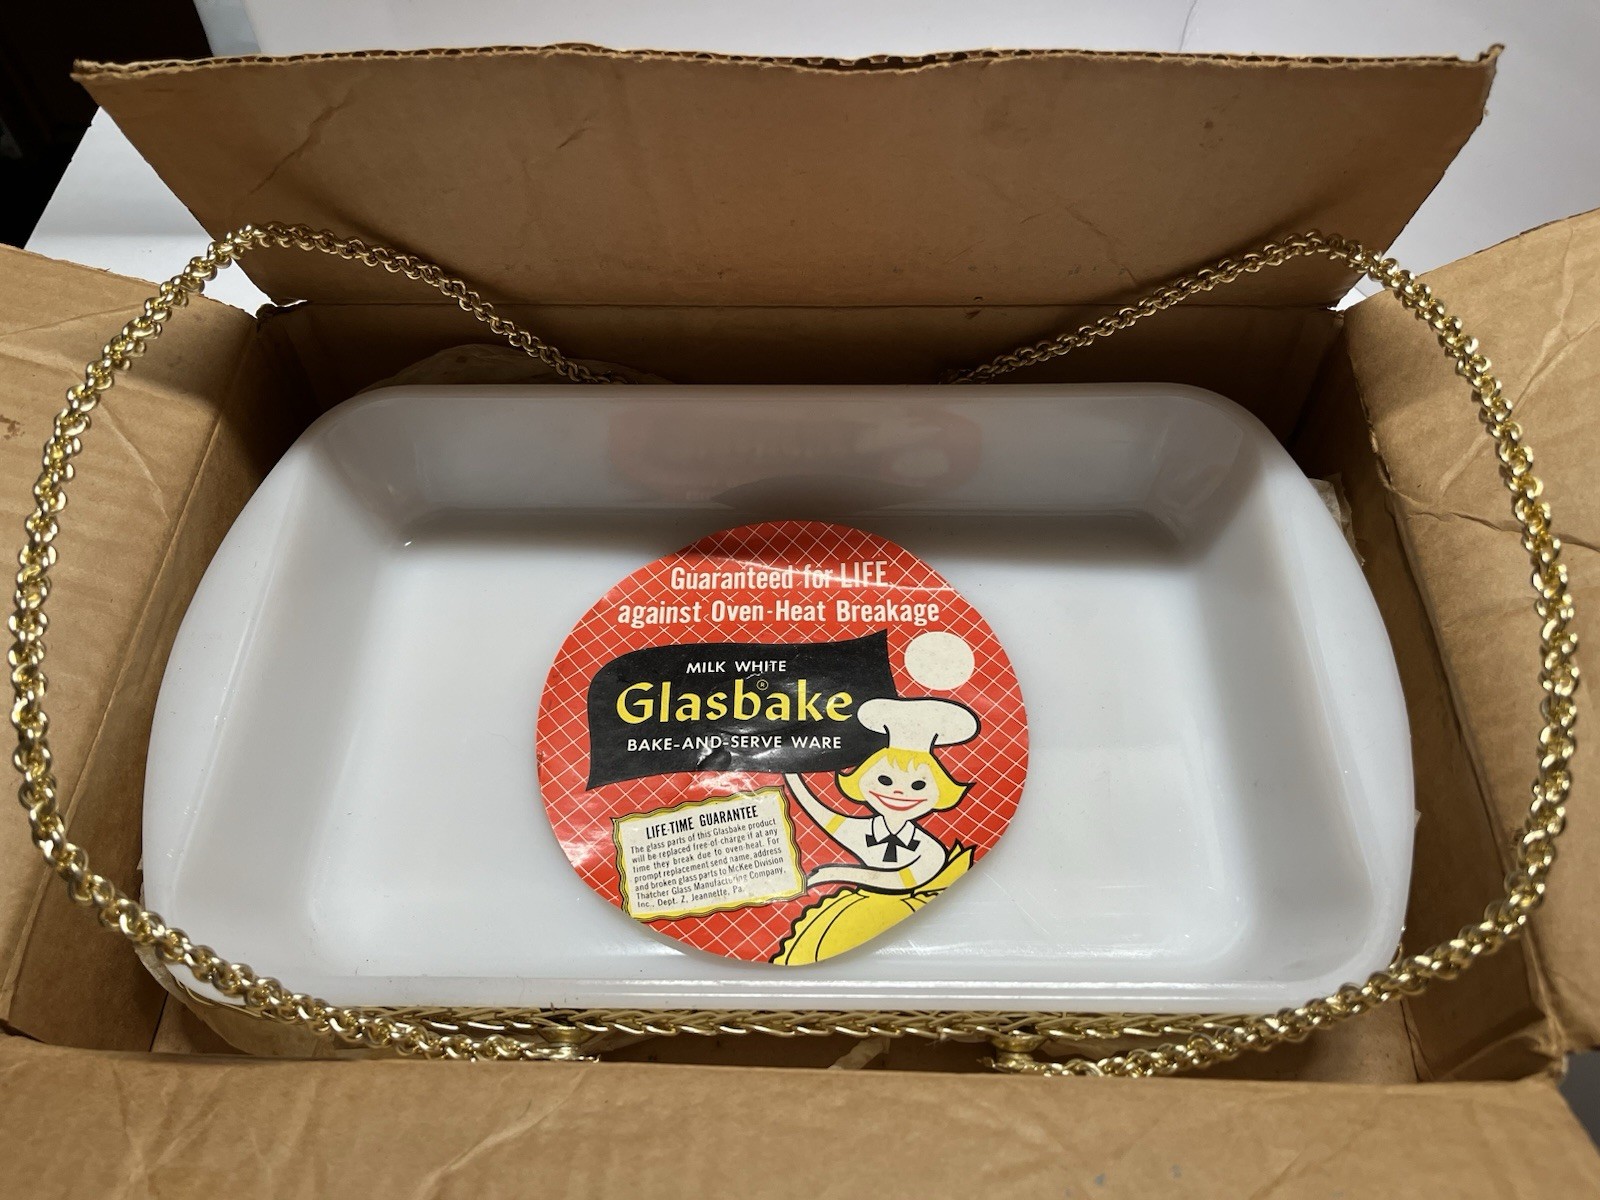 Guaranteed for LIFE
against Oven-Heat Breakage
MILK WHITE
Glasbake®
BAKE-AND-SERVE WARE
LIFE-TIME GUARANTEE
The glass parts of this Glasbake product
will be replaced free-of-charge if at any
time they break due to oven-heat. For
prompt replacement send name, address
and broken glass parts to McKee Division
Thatcher Glass Manufacturing Company,
Inc., Dept. Z, Jeannette, Pa.